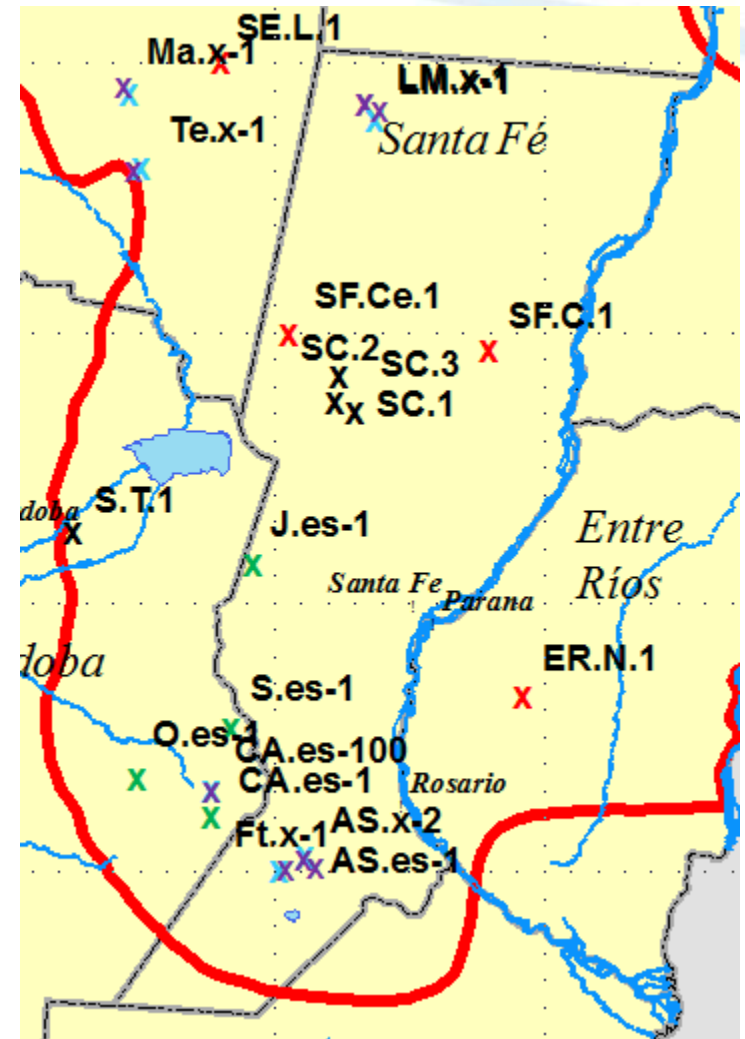 SE.L.1
Ma.x-1
LM.x-1
Te.x-1
Santa Fé
SF.Ce.1
SF.C.1
SC.2
SC.3
SC.1
S.T.1
doba
J.es-1
Entre
Ríos
Santa Fe
Parana
doba
ER.N.1
S.es-1
O.es-1
CA.es-100
CA.es-1
Rosario
Ft.x-1
AS.x-2
AS.es-1